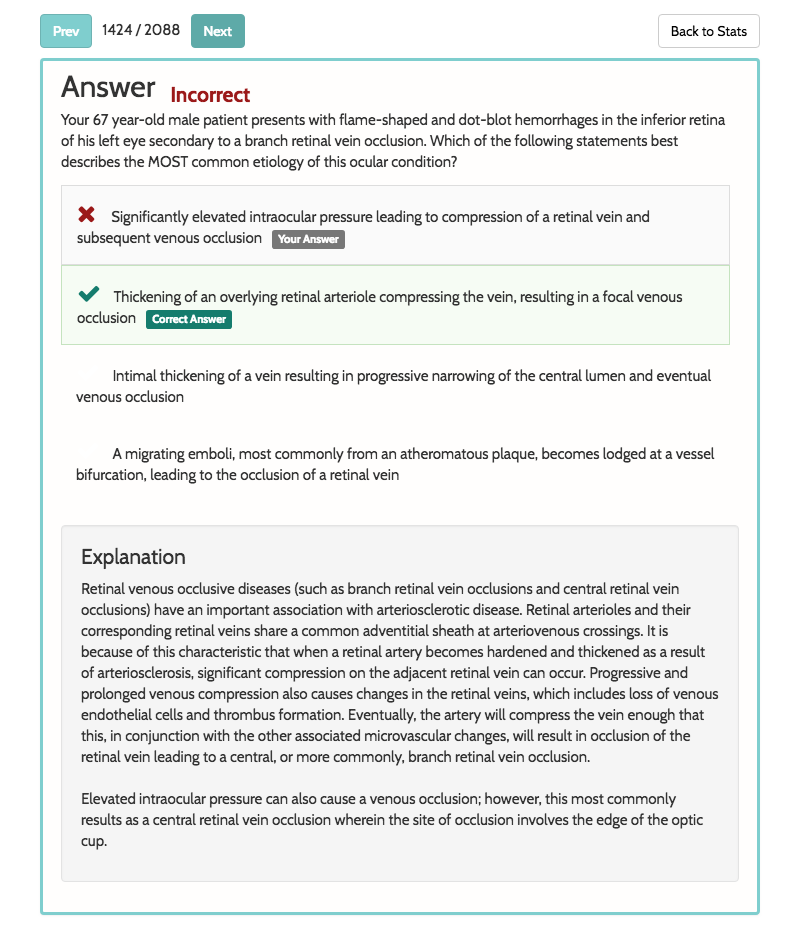 Prev 1424 / 2088 Next Back to Stats
Answer Incorrect
Your 67 year-old male patient presents with flame-shaped and dot-blot hemorrhages in the inferior retina
of his left eye secondary to a branch retinal vein occlusion. Which of the following statements best
describes the MOST common etiology of this ocular condition?
Significantly elevated intraocular pressure leading to compression of a retinal vein and
subsequent venous occlusion Your Answer
Thickening of an overlying retinal arteriole compressing the vein, resulting in a focal venous
occlusion Correct Answer
Intimal thickening of a vein resulting in progressive narrowing of the central lumen and eventual
venous occlusion
A migrating emboli, most commonly from an atheromatous plaque, becomes lodged at a vessel
bifurcation, leading to the occlusion of a retinal vein
Explanation
Retinal venous occlusive diseases (such as branch retinal vein occlusions and central retinal vein
occlusions) have an important association with arteriosclerotic disease. Retinal arterioles and their
corresponding retinal veins share a common adventitial sheath at arteriovenous crossings. It is
because of this characteristic that when a retinal artery becomes hardened and thickened as a result
of arteriosclerosis, significant compression on the adjacent retinal vein can occur. Progressive and
prolonged venous compression also causes changes in the retinal veins, which includes loss of venous
endothelial cells and thrombus formation. Eventually, the artery will compress the vein enough that
this, in conjunction with the other associated microvascular changes, will result in occlusion of the
retinal vein leading to a central, or more commonly, branch retinal vein occlusion.
Elevated intraocular pressure can also cause a venous occlusion; however, this most commonly
results as a central retinal vein occlusion wherein the site of occlusion involves the edge of the optic
cup.